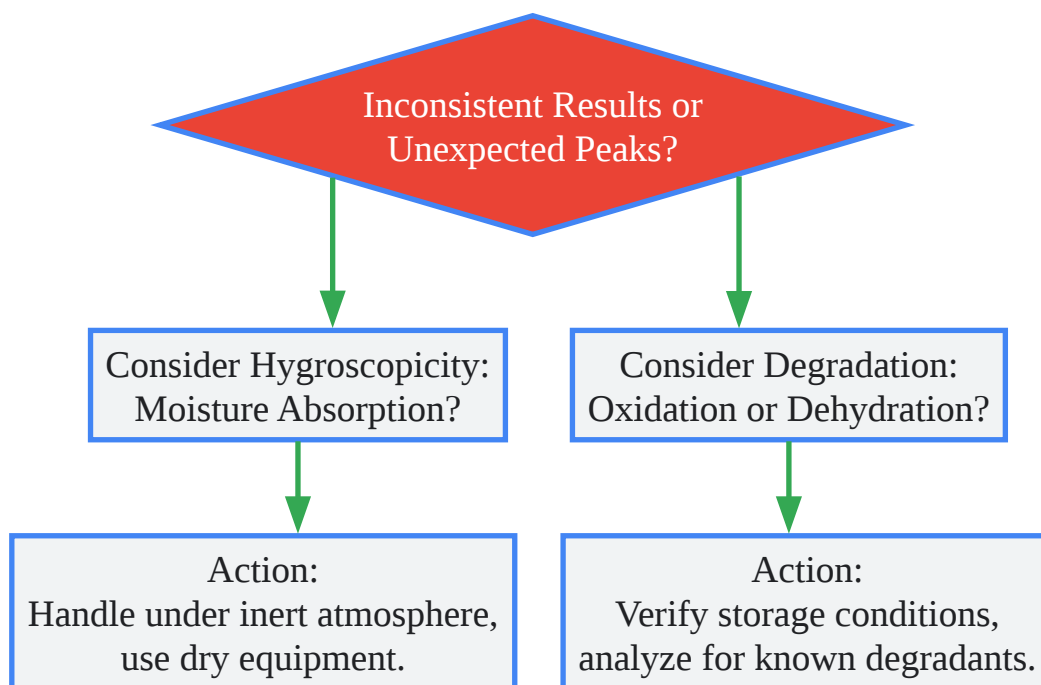 Inconsistent Results or
Unexpected Peaks?
Consider Hygroscopicity:
Moisture Absorption?
Consider Degradation:
Oxidation or Dehydration?
Action:
Handle under inert atmosphere,
use dry equipment.
Action:
Verify storage conditions,
analyze for known degradants.